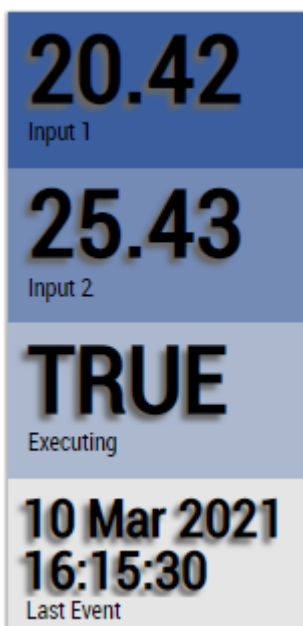 20.42
Input 1
25.43
Input 2
TRUE
Executing
10 Mar 2021
16:15:30
Last Event